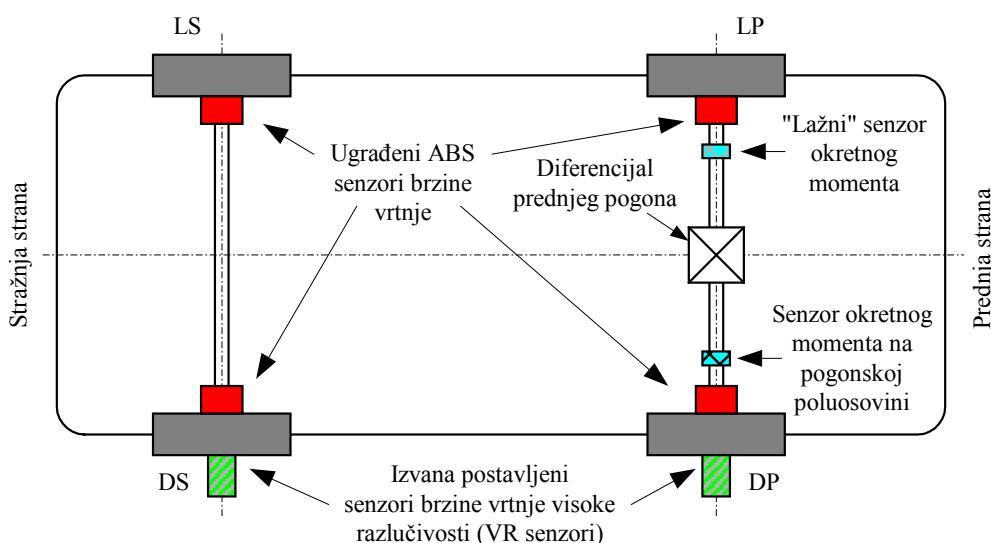 LS
LP
Ugrađeni ABS
senzori brzine
vrtnje
Diferencijal
prednjeg pogona
"Lažni" senzor
okretnog
momenta
Stražnja strana
Prednja strana
Senzor okretnog
momenta na
pogonskoj
poluosovini
DS
Izvana postavljeni
senzori brzine vrtnje visoke
razlučivosti (VR senzori)
DP